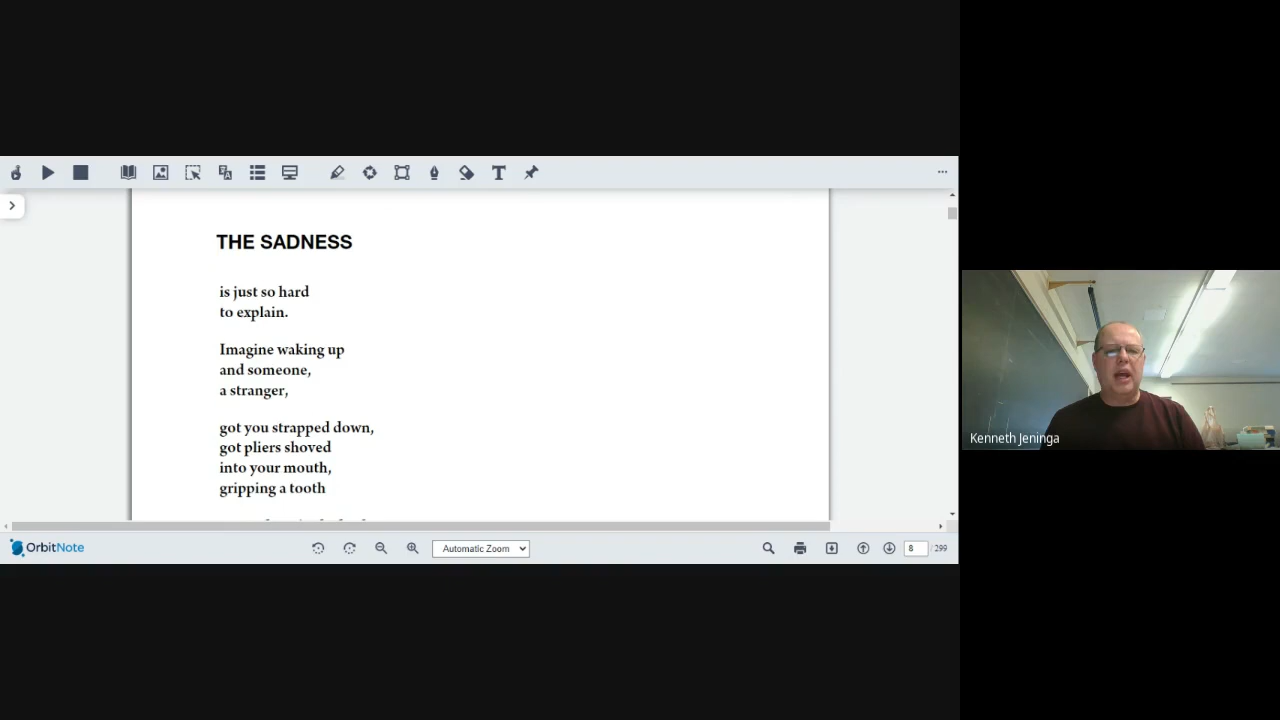 THE SADNESS
is just so hard
to explain.
Imagine waking up
and someone,
a stranger,
got you strapped down,
got pliers shoved
into your mouth,
gripping a tooth
OrbitNote
Automatic Zoom
8
299
Kenneth Jeninga